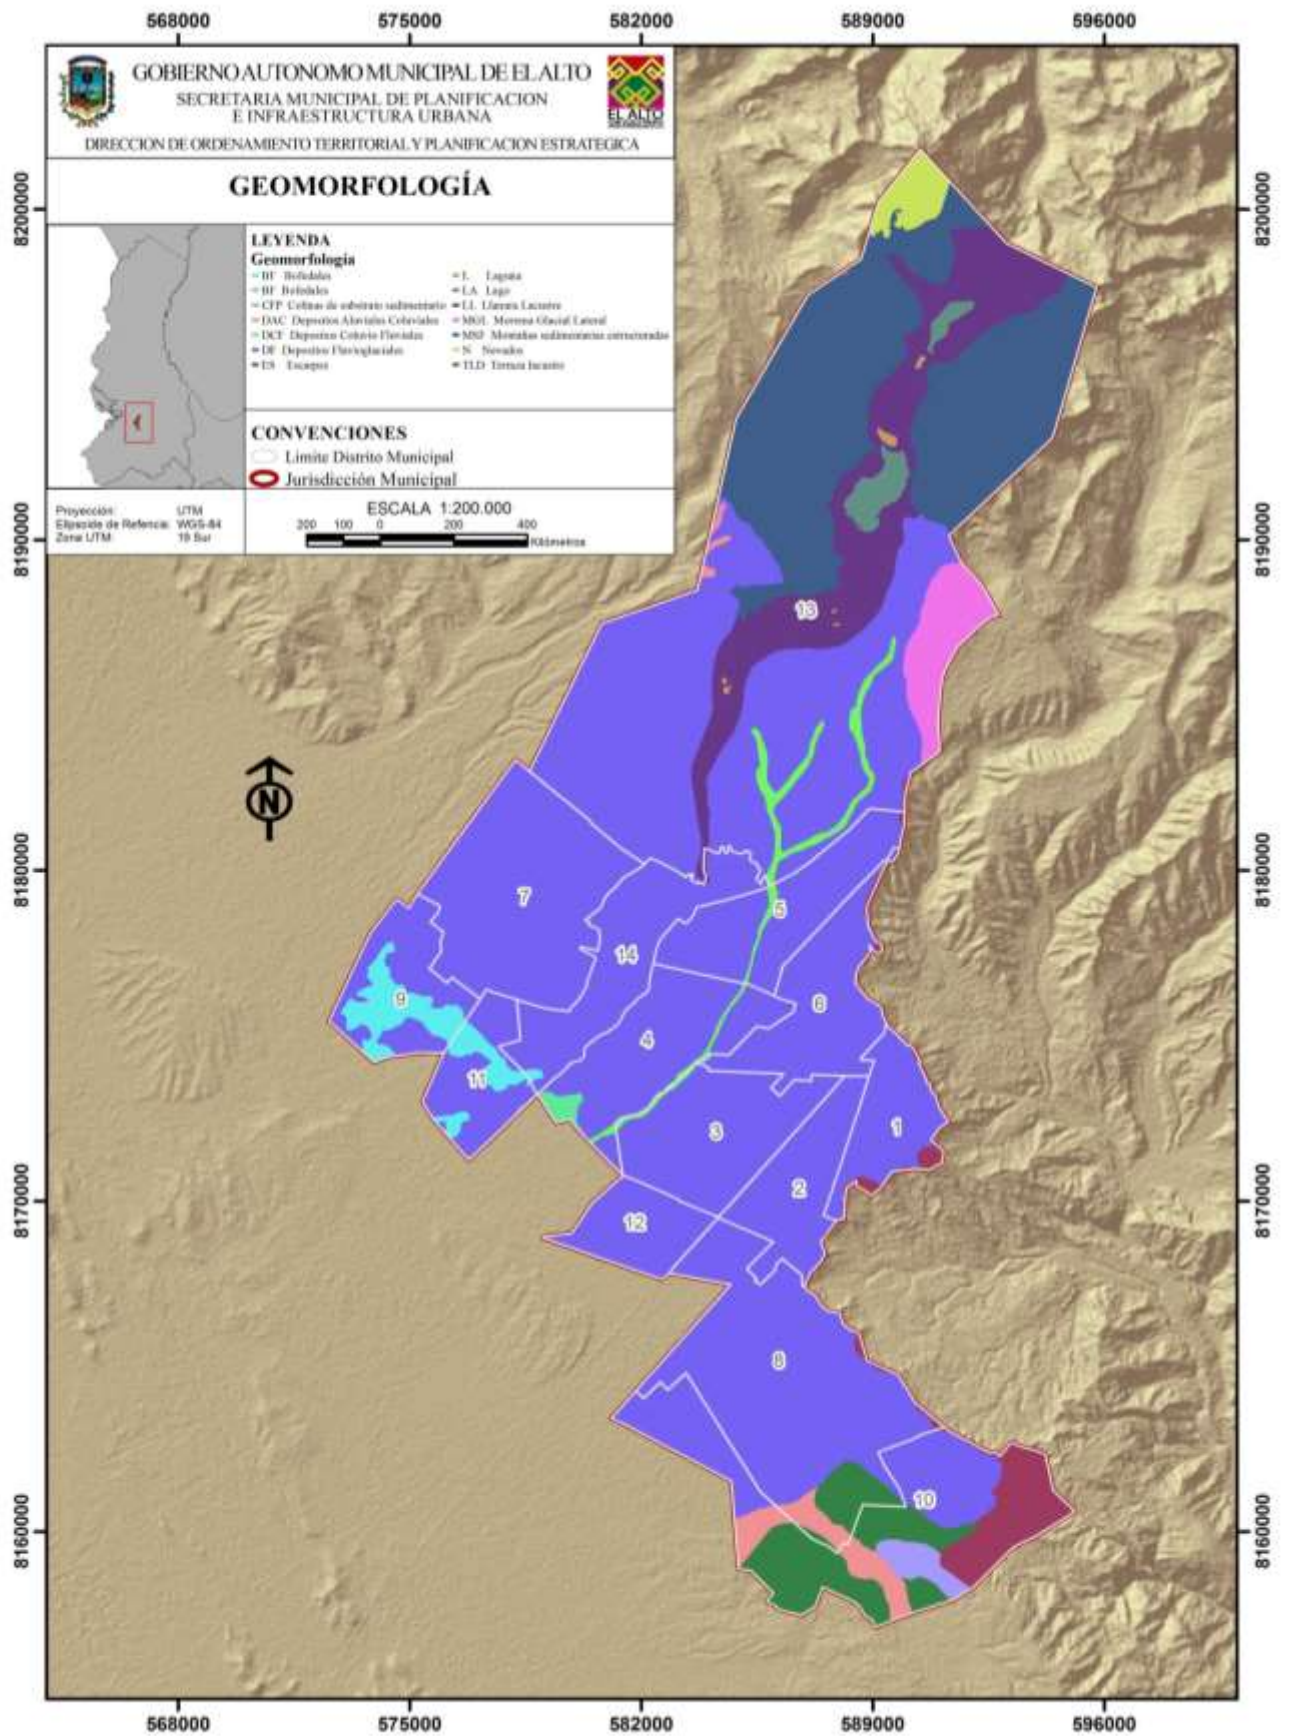 568000 575000 582000 589000 596000
GOBIERNO AUTONOMO MUNICIPAL DE EL ALTO
SECRETARIA MUNICIPAL DE PLANIFICACION
E INFRAESTRUCTURA URBANA
EL ALTO
DIRECCION DE ORDENAMIENTO TERRITORIAL Y PLANIFICACION ESTRATEGICA
GEOMORFOLOGÍA
LEYENDA
Geomorfología
BF Bofedales
BF Bofedales
CFP Colinas de substrato sedimentario
DAC Depositos Aluviales Coluviales
DCF Depositos Coluvio Fluviales
DF Depositos Fluvioglaciales
ES Escarpes
L Laguna
LA Lago
LL Llanura Lacustre
MGL Morrena Glacial Lateral
MSE Montañas sedimentarias estructuradas
N Nevados
TLD Terraza lacustre
CONVENCIONES
Limite Distrito Municipal
Jurisdicción Municipal
Proyección: UTM
Elipsoide de Refencia: WGS-84
Zona UTM: 19 Sur
ESCALA 1:200.000
200 100 0 200 400
Kilómetros
8200000 8200000
8190000 8190000
13
N
8180000 8180000
7
5
14
9
6
4
11
3
1
2
8170000 8170000
12
8
10
8160000 8160000
568000 575000 582000 589000 596000